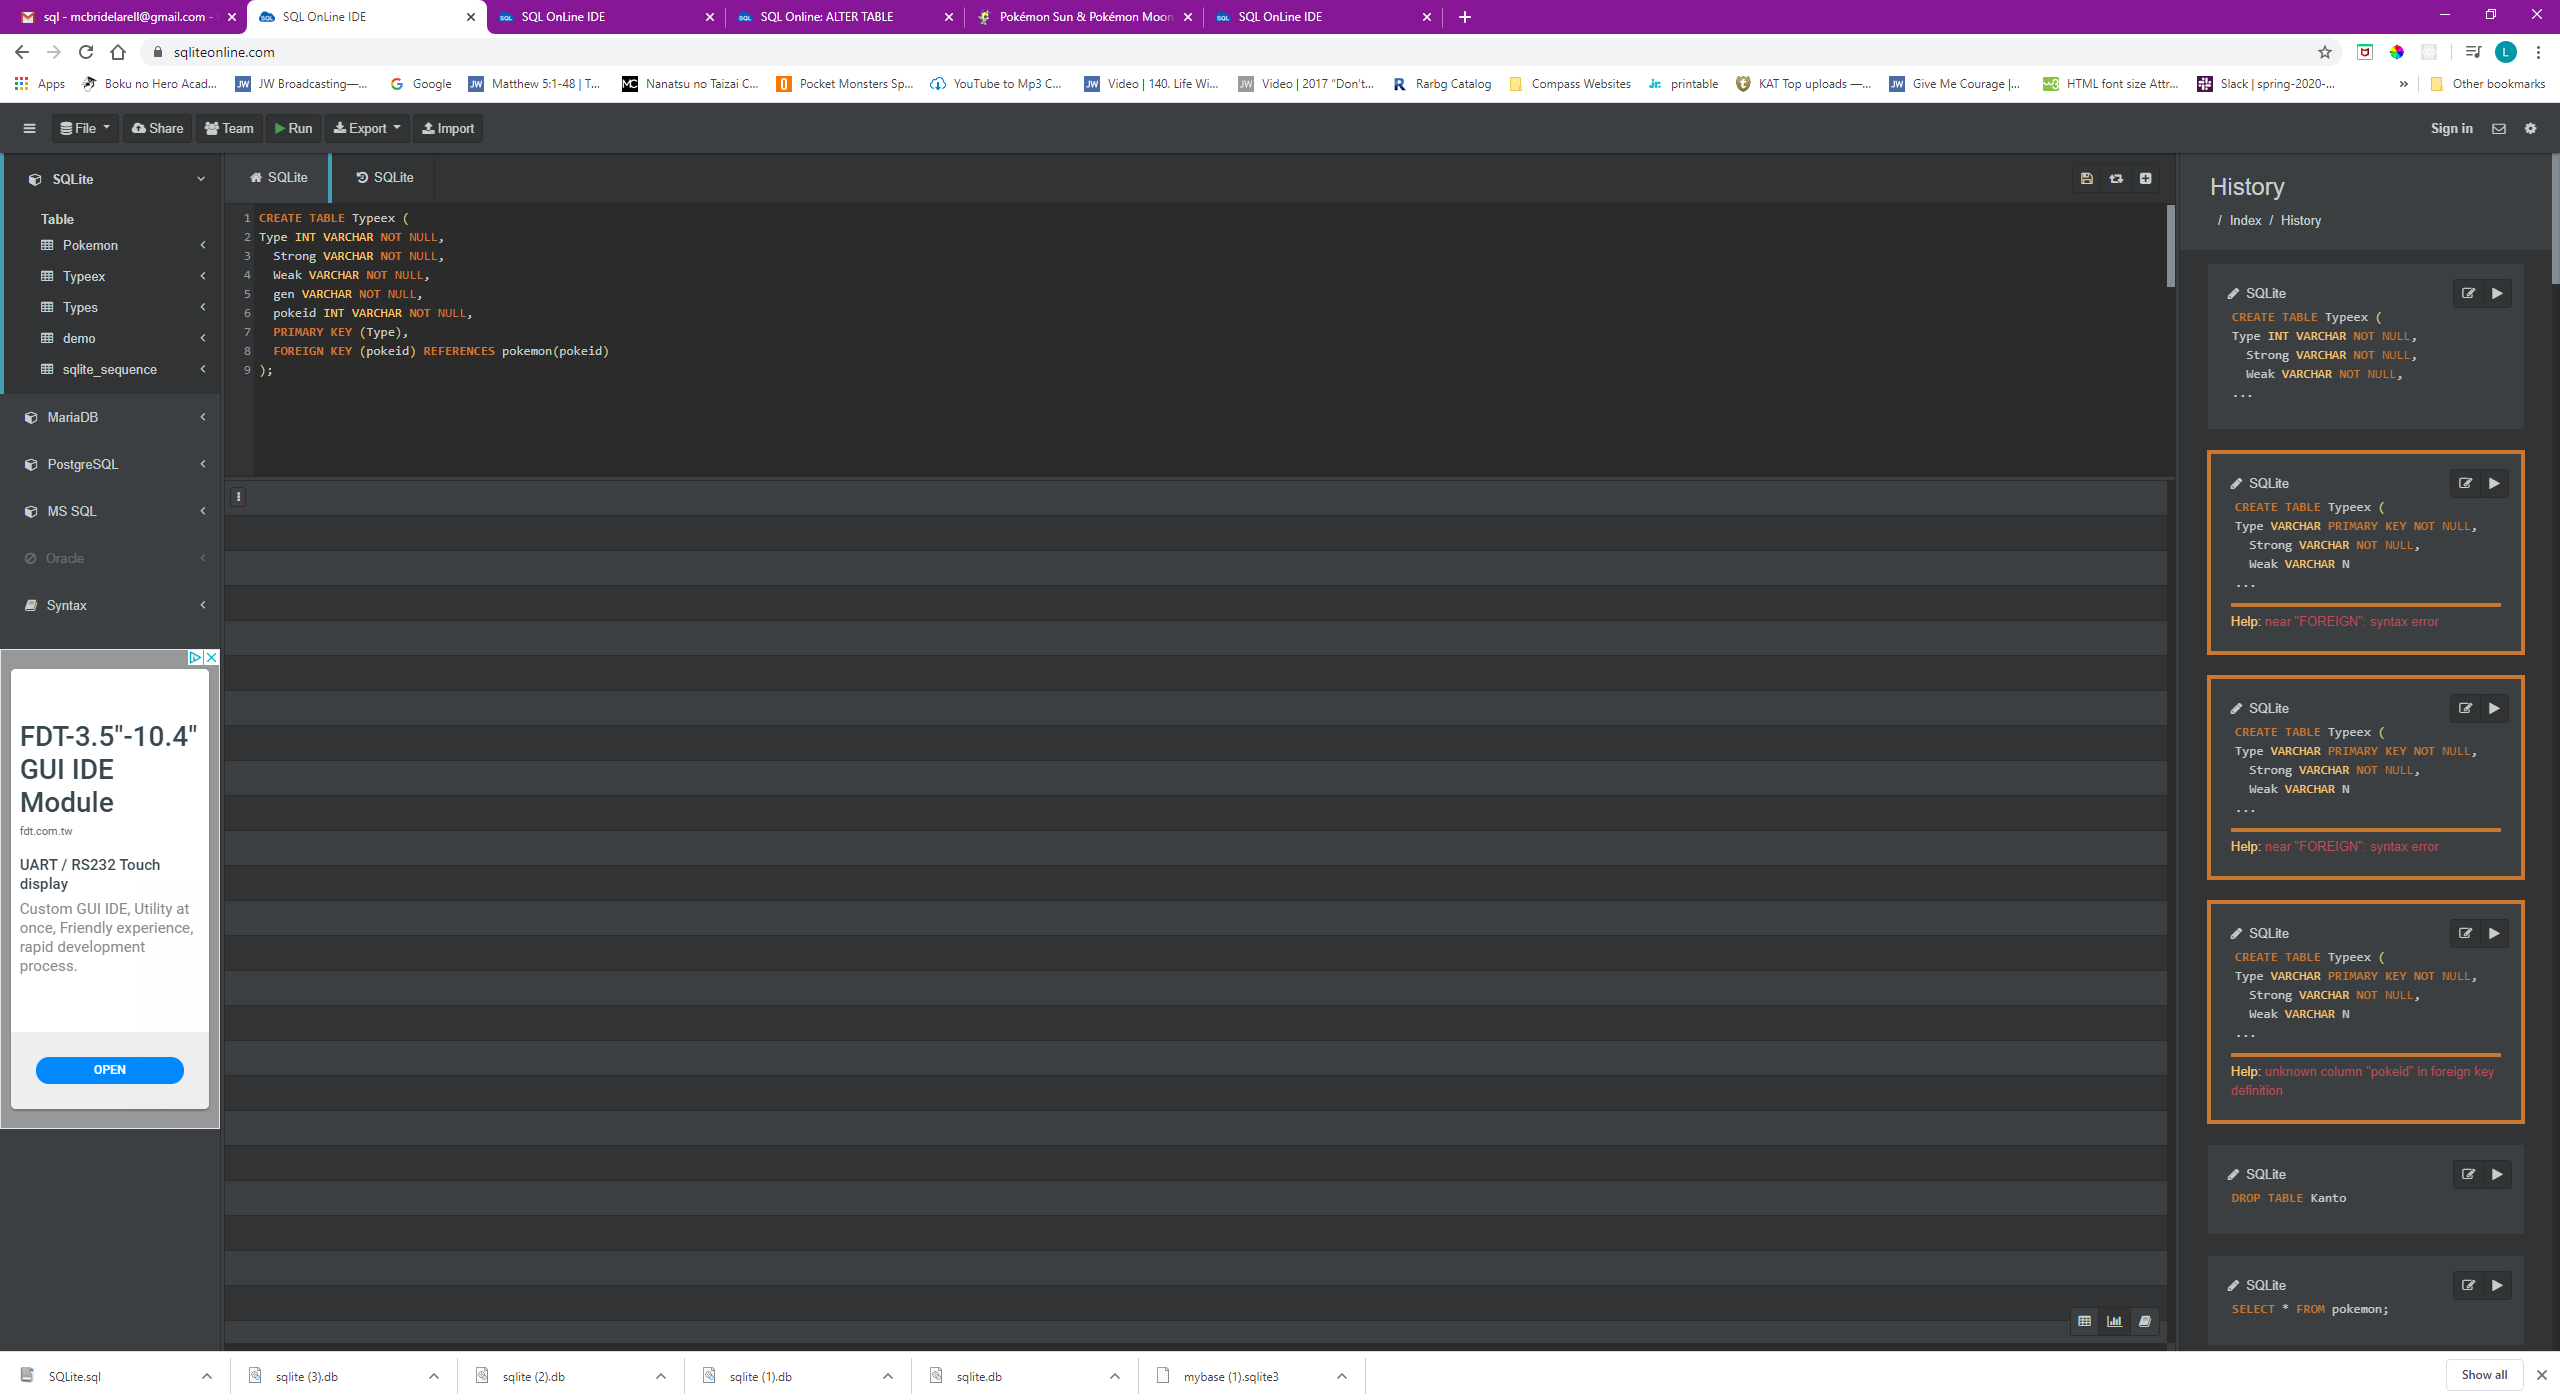 sql - mcbridelarell@gmail.com -
SQL OnLine IDE
SQL OnLine IDE
SQL Online: ALTER TABLE
Pokémon Sun & Pokémon Moon
SQL OnLine IDE
sqliteonline.com
L
Apps
Boku no Hero Acad...
JW Broadcasting—...
Google
Matthew 5:1-48 | T...
Nanatsu no Taizai C...
Pocket Monsters Sp...
YouTube to Mp3 C...
Video | 140. Life Wi...
Video | 2017 "Don't...
Rarbg Catalog
Compass Websites
printable
KAT Top uploads —...
Give Me Courage |...
HTML font size Attr...
Slack | spring-2020-...
Other bookmarks
File
Share
Team
Run
Export
Import
Sign in
SQLite
Table
Pokemon
Typeex
Types
demo
sqlite_sequence
MariaDB
PostgreSQL
MS SQL
Oracle
Syntax
FDT-3.5"-10.4"
GUI IDE
Module
fdt.com.tw
UART / RS232 Touch
display
Custom GUI IDE, Utility at
once, Friendly experience,
rapid development
process.
OPEN
SQLite
SQLite
1 CREATE TABLE Typeex (
2 Type INT VARCHAR NOT NULL,
3 Strong VARCHAR NOT NULL,
4 Weak VARCHAR NOT NULL,
5 gen VARCHAR NOT NULL,
6 pokeid INT VARCHAR NOT NULL,
7 PRIMARY KEY (Type),
8 FOREIGN KEY (pokeid) REFERENCES pokemon(pokeid)
9 );
History
/ Index / History
SQLite
CREATE TABLE Typeex (
Type INT VARCHAR NOT NULL,
Strong VARCHAR NOT NULL,
Weak VARCHAR NOT NULL,
...
SQLite
CREATE TABLE Typeex (
Type VARCHAR PRIMARY KEY NOT NULL,
Strong VARCHAR NOT NULL,
Weak VARCHAR N
...
Help: near "FOREIGN": syntax error
SQLite
CREATE TABLE Typeex (
Type VARCHAR PRIMARY KEY NOT NULL,
Strong VARCHAR NOT NULL,
Weak VARCHAR N
...
Help: near "FOREIGN": syntax error
SQLite
CREATE TABLE Typeex (
Type VARCHAR PRIMARY KEY NOT NULL,
Strong VARCHAR NOT NULL,
Weak VARCHAR N
...
Help: unknown column "pokeid" in foreign key
definition
SQLite
DROP TABLE Kanto
SQLite
SELECT * FROM pokemon;
SQLite.sql
sqlite (3).db
sqlite (2).db
sqlite (1).db
sqlite.db
mybase (1).sqlite3
Show all